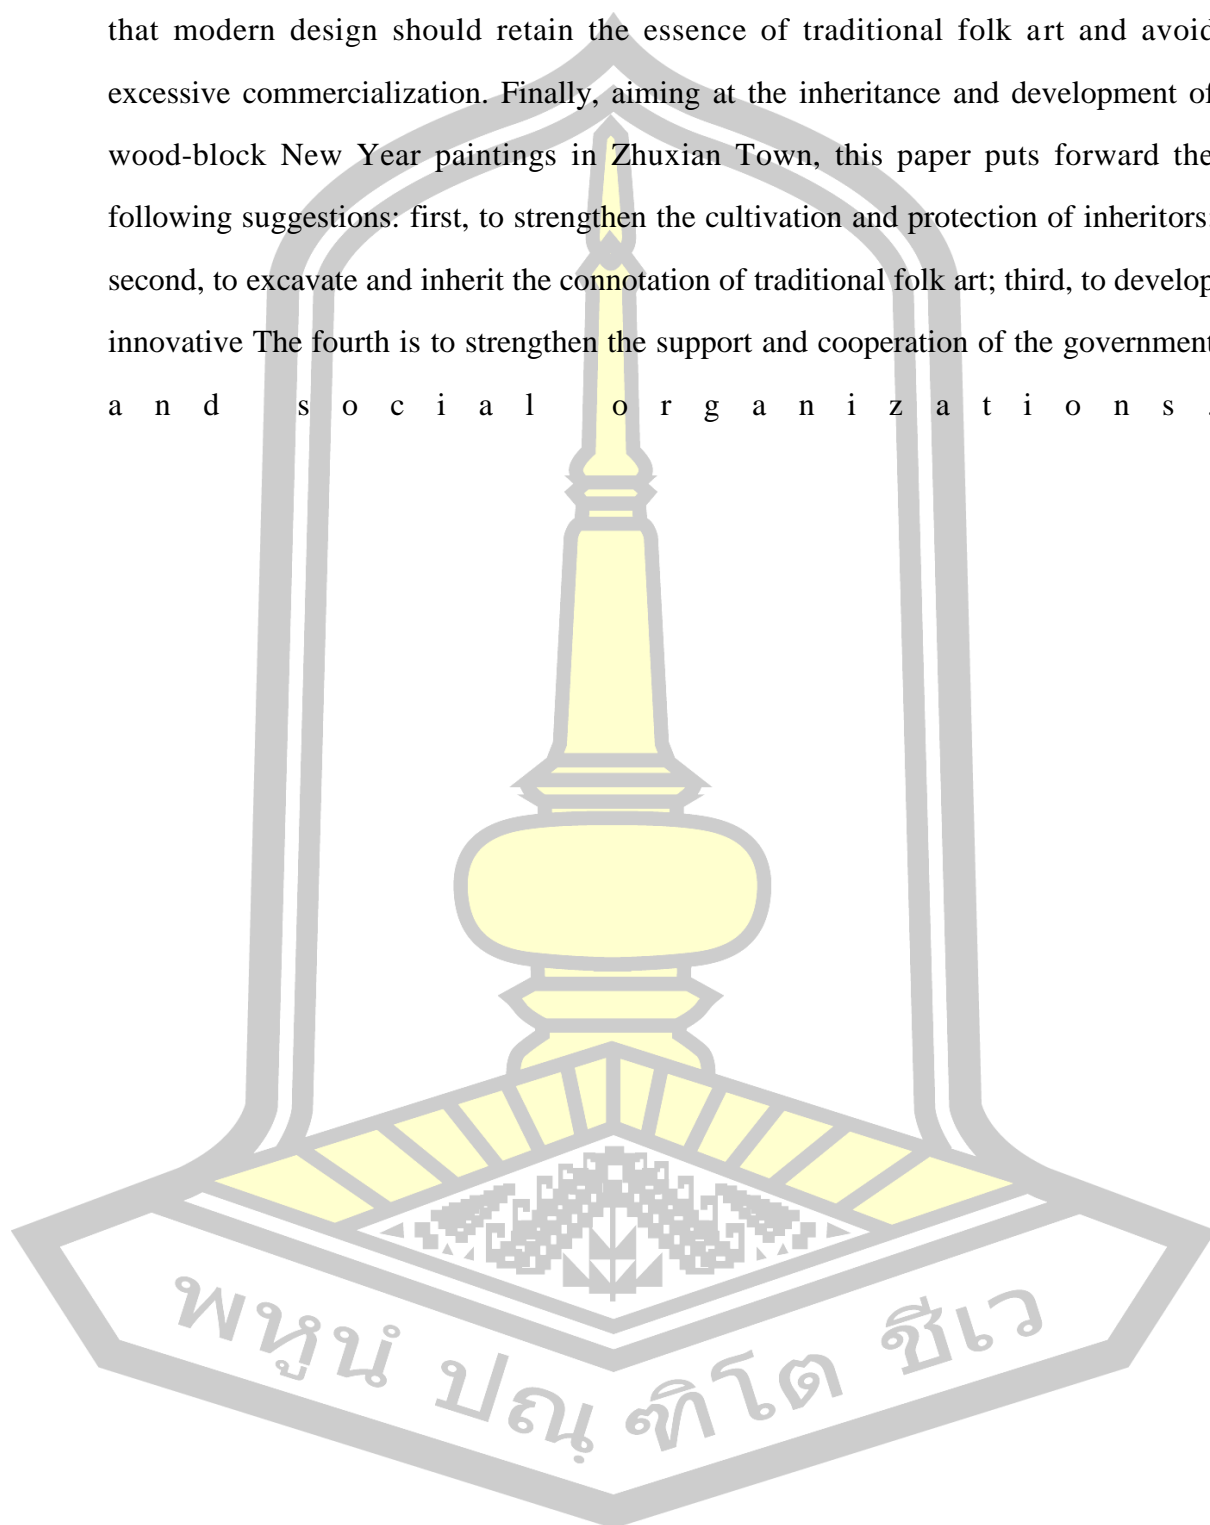 that modern design should retain the essence of traditional folk art and avoid
excessive commercialization. Finally, aiming at the inheritance and development of
wood-block New Year paintings in Zhuxian Town, this paper puts forward the
following suggestions: first, to strengthen the cultivation and protection of inheritors;
second, to excavate and inherit the connotation of traditional folk art; third, to develop
innovative The fourth is to strengthen the support and cooperation of the government
and social organizations.
พหูนํ ปณฺฑิโต ชีเว